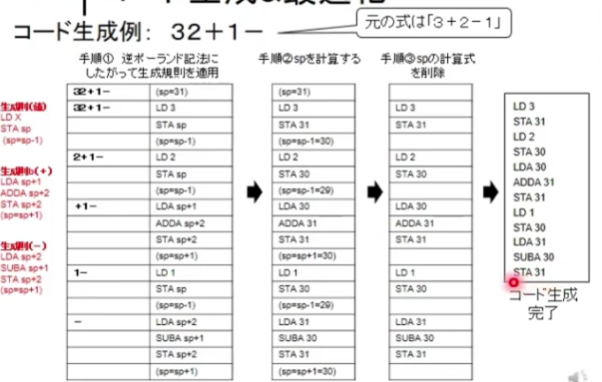 コード生成例: 32+1−
元の式は「3+2−1」
手順① 逆ポーランド記法に
したがって生成規則を適用
手順②spを計算する
手順③spの計算式
を削除
生成規則(値)
LD X
STA sp
(sp=sp-1)
生成規則b(+)
LDA sp+1
ADDA sp+2
STA sp+2
(sp=sp+1)
生成規則(−)
LDA sp+2
SUBA sp+1
STA sp+2
(sp=sp+1)
32+1− (sp=31) (sp=31)
32+1− LD 3 LD 3 LD 3
STA sp STA 31 STA 31
(sp=sp-1) (sp=sp-1=30)
2+1− LD 2 LD 2 LD 2
STA sp STA 30 STA 30
(sp=sp-1) (sp=sp-1=29)
+1− LDA sp+1 LDA 30 LDA 30
ADDA sp+2 ADDA 31 ADDA 31
STA sp+2 STA 31 STA 31
(sp=sp+1) (sp=sp+1=30)
1− LD 1 LD 1 LD 1
STA sp STA 30 STA 30
(sp=sp-1) (sp=sp-1=29)
− LDA sp+2 LDA 31 LDA 31
SUBA sp+1 SUBA 30 SUBA 30
STA sp+2 STA 31 STA 31
(sp=sp+1) (sp=sp+1=30)
LD 3
STA 31
LD 2
STA 30
LDA 30
ADDA 31
STA 31
LD 1
STA 30
LDA 31
SUBA 30
STA 31
コード生成
完了